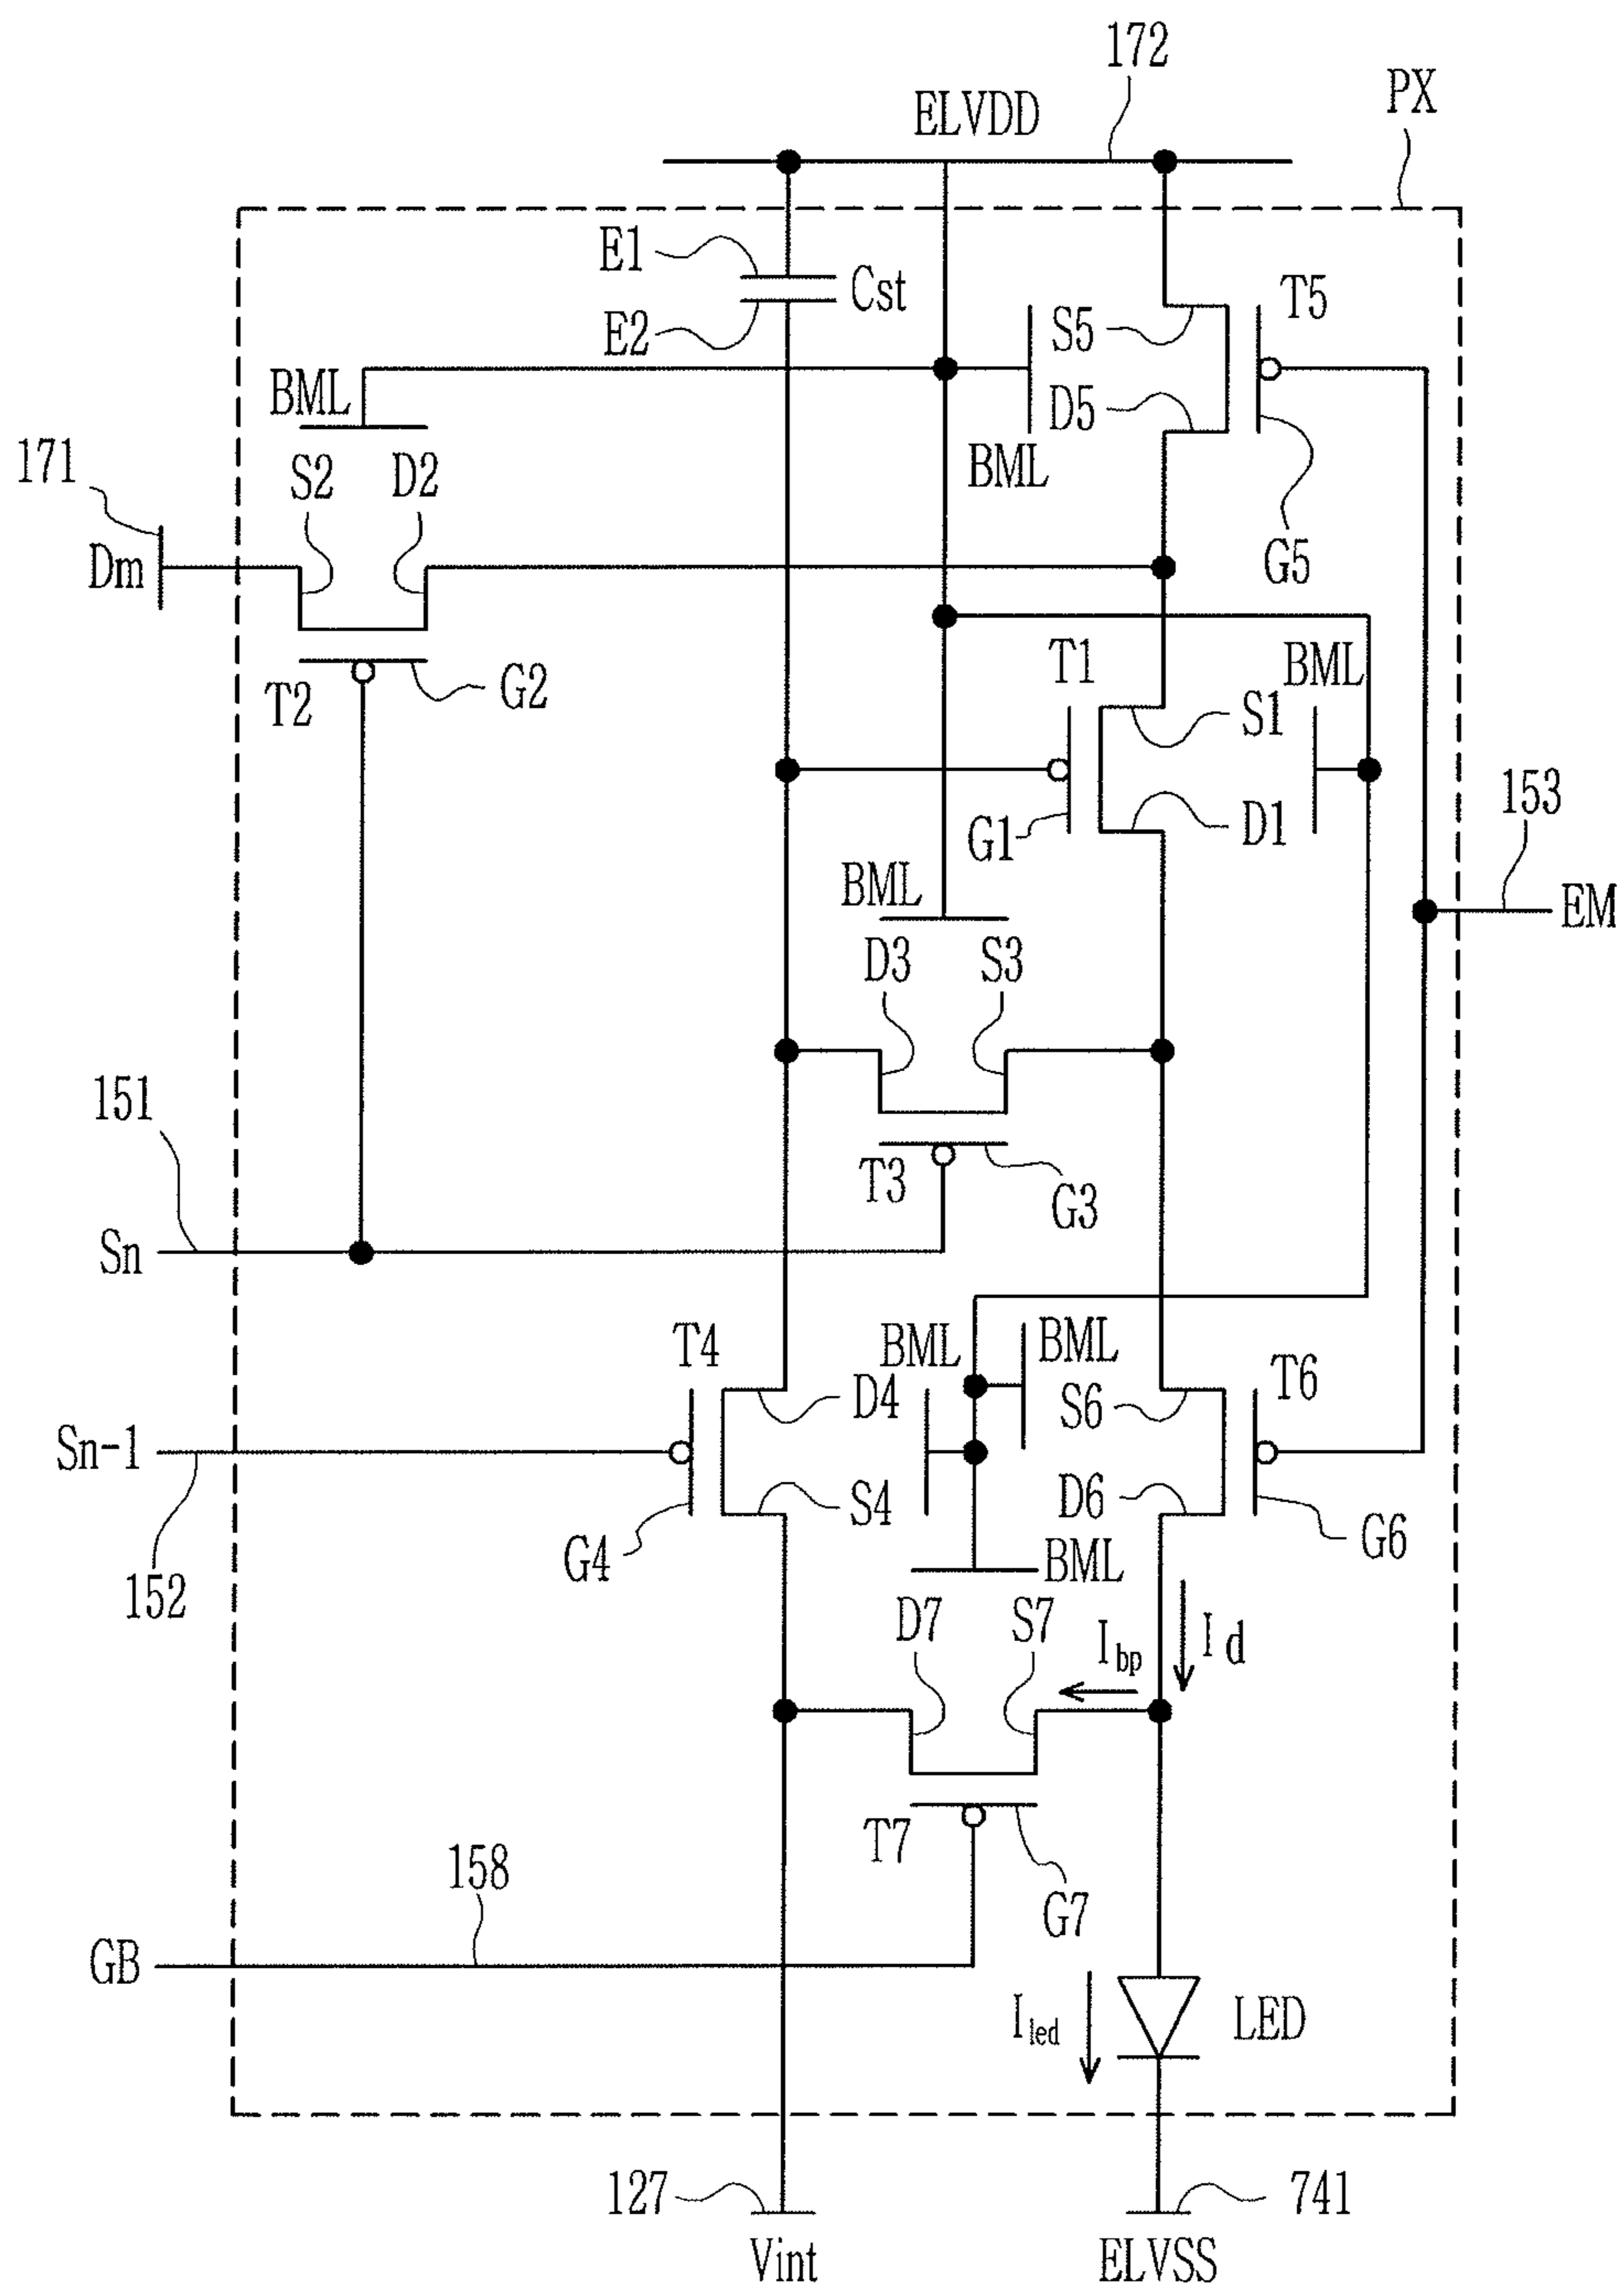 172
PX
ELVDD
E1
Cst
E2
S5
T5
BML
D5
171
S2
D2
BML
Dm
G5
T1
BML
T2
G2
S1
G1
D1
153
BML
EM
D3
S3
151
T3
G3
Sn
T4
BML
BML
D4
S6
T6
Sn-1
S4
D6
G4
BML
G6
152
D7
S7
Ibp
Id
T7
158
G7
GB
Iled
LED
127
741
Vint
ELVSS